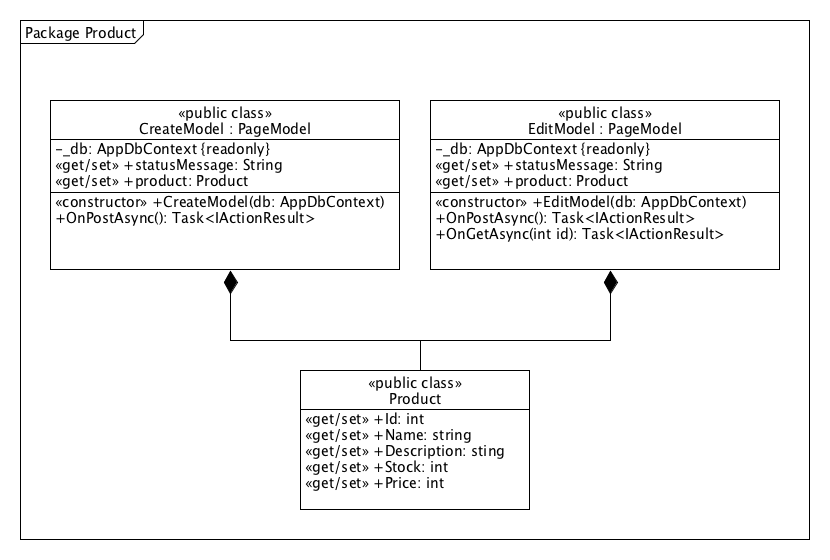 Package Product
«public class»
CreateModel : PageModel
-_db: AppDbContext {readonly}
«get/set» +statusMessage: String
«get/set» +product: Product
«constructor» +CreateModel(db: AppDbContext)
+OnPostAsync(): Task<IActionResult>
«public class»
EditModel : PageModel
-_db: AppDbContext {readonly}
«get/set» +statusMessage: String
«get/set» +product: Product
«constructor» +EditModel(db: AppDbContext)
+OnPostAsync(): Task<IActionResult>
+OnGetAsync(int id): Task<IActionResult>
«public class»
Product
«get/set» +Id: int
«get/set» +Name: string
«get/set» +Description: sting
«get/set» +Stock: int
«get/set» +Price: int